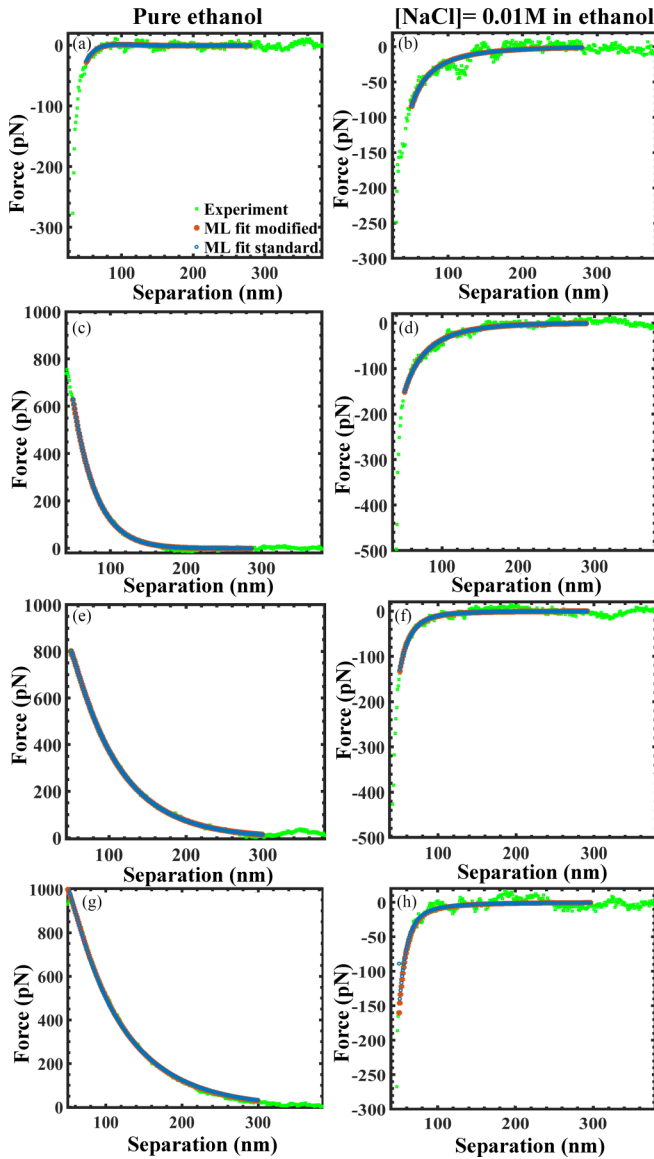 Pure ethanol
[NaCl]= 0.01M in ethanol
(a)
0
-100
-200
-300
Force (pN)
Experiment
ML fit modified
ML fit standard
100 200 300
Separation (nm)
(b)
0
-50
-100
-150
-200
-250
-300
Force (pN)
100 200 300
Separation (nm)
(c)
1000
800
600
400
200
0
Force (pN)
100 200 300
Separation (nm)
(d)
0
-100
-200
-300
-400
-500
Force (pN)
100 200 300
Separation (nm)
(e)
1000
800
600
400
200
0
Force (pN)
100 200 300
Separation (nm)
(f)
0
-100
-200
-300
-400
-500
Force (pN)
100 200 300
Separation (nm)
(g)
1000
800
600
400
200
0
Force (pN)
100 200 300
Separation (nm)
(h)
0
-50
-100
-150
-200
-250
-300
Force (pN)
100 200 300
Separation (nm)